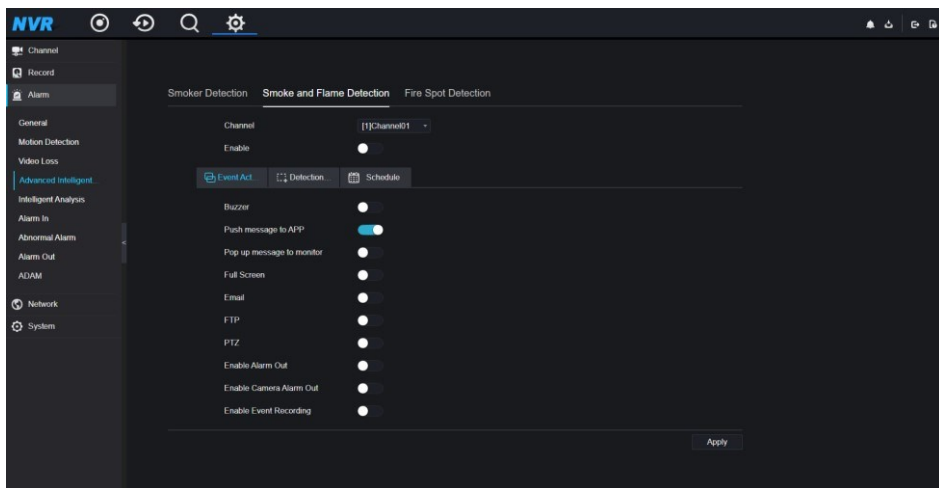 NVR
Channel
Record
Alarm
General
Motion Detection
Video Loss
Advanced Intelligent...
Intelligent Analysis
Alarm In
Abnormal Alarm
Alarm Out
ADAM
Network
System
Smoker Detection Smoke and Flame Detection Fire Spot Detection
Channel [1]Channel01
Enable
Event Act... Detection... Schedule
Buzzer
Push message to APP
Pop up message to monitor
Full Screen
Email
FTP
PTZ
Enable Alarm Out
Enable Camera Alarm Out
Enable Event Recording
Apply